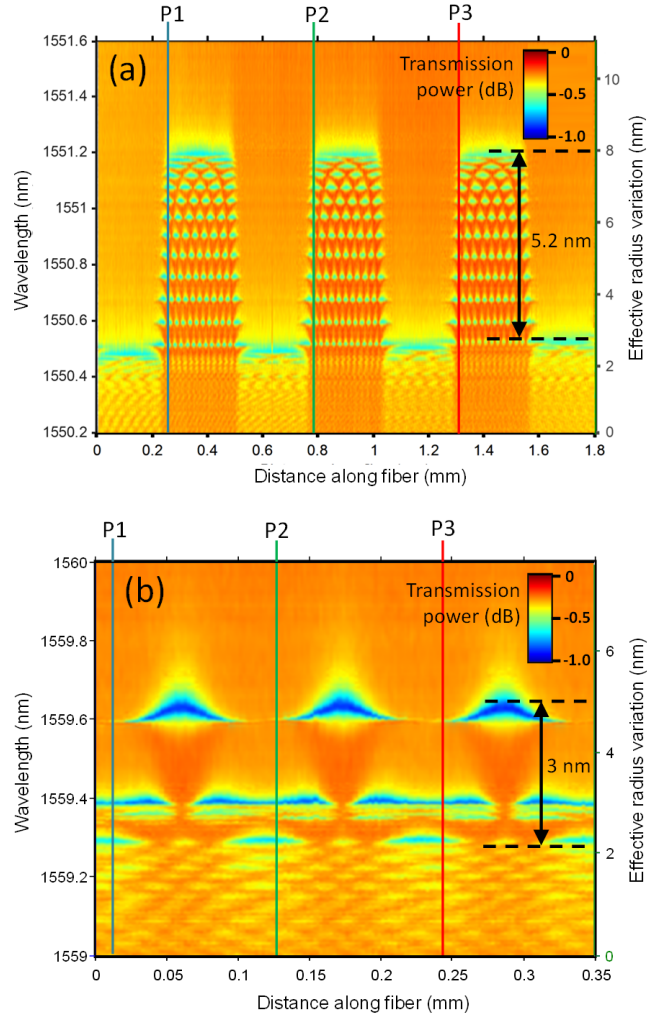 P1 P2 P3
1551.6
(a)
Transmission power (dB)
0
-0.5
-1.0
10
1551.4
1551.2
8
1551
6
5.2 nm
1550.8
4
1550.6
1550.4
2
1550.2
0
0 0.2 0.4 0.6 0.8 1 1.2 1.4 1.6 1.8
Wavelength (nm)
Effective radius variation (nm)
Distance along fiber (mm)
P1 P2 P3
1560
(b)
Transmission power (dB)
0
-0.5
-1.0
1559.8
6
1559.6
4
3 nm
1559.4
1559.2
2
1559
0
0 0.05 0.1 0.15 0.2 0.25 0.3 0.35
Wavelength (nm)
Effective radius variation (nm)
Distance along fiber (mm)